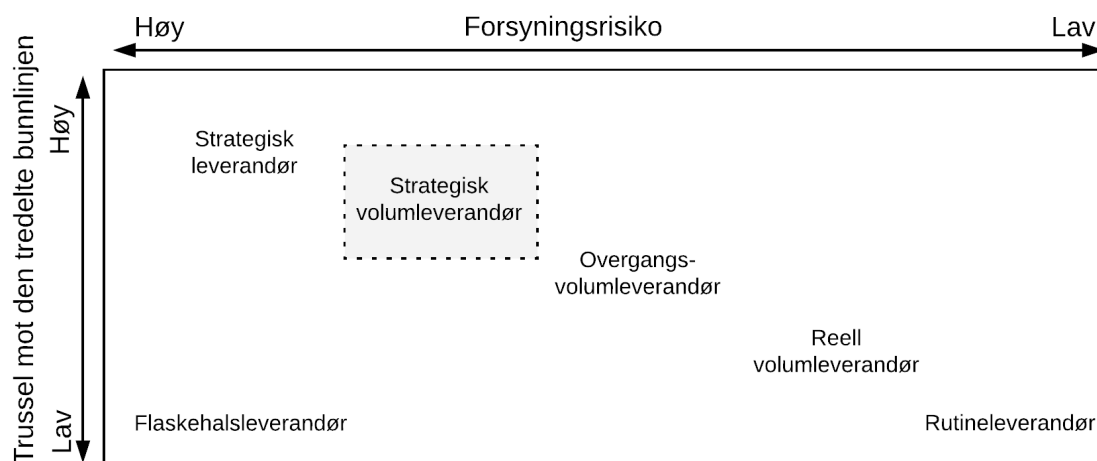 Høy Forsyningsrisiko Lav
Trussel mot den tredelte bunnlinjen
Høy
Strategisk
leverandør
Strategisk
volumleverandør
Overgangs-
volumleverandør
Reell
volumleverandør
Lav
Flaskehalsleverandør
Rutineleverandør